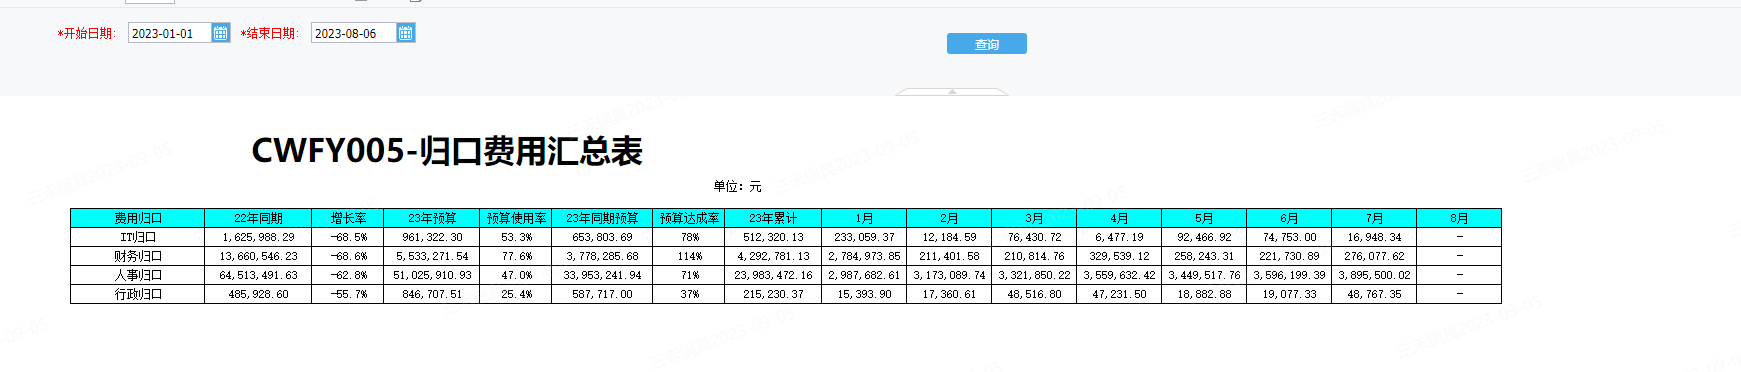 *开始日期： 2023-01-01 *结束日期： 2023-08-06 查询
CWFY005-归口费用汇总表
单位：元
费用归口 22年同期 增长率 23年预算 预算使用率 23年同期预算 预算达成率 23年累计 1月 2月 3月 4月 5月 6月 7月 8月
IT归口 1,625,988.29 -68.5% 961,322.30 53.3% 653,803.69 78% 512,320.13 233,059.37 12,184.59 76,430.72 6,477.19 92,466.92 74,753.00 16,948.34 -
财务归口 13,660,546.23 -68.6% 5,533,271.54 77.6% 3,778,285.68 114% 4,292,781.13 2,784,973.85 211,401.58 210,814.76 329,539.12 258,243.31 221,730.89 276,077.62 -
人事归口 64,513,491.63 -62.8% 51,025,910.93 47.0% 33,953,241.94 71% 23,983,472.16 2,987,682.61 3,173,089.74 3,321,850.22 3,559,632.42 3,449,517.76 3,596,199.39 3,895,500.02 -
行政归口 485,928.60 -55.7% 846,707.51 25.4% 587,717.00 37% 215,230.37 15,393.90 17,360.61 48,516.80 47,231.50 18,882.88 19,077.33 48,767.35 -